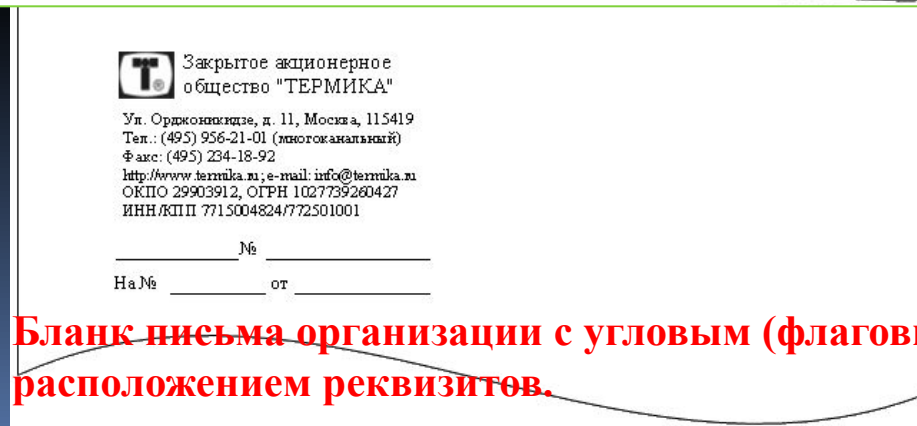 Закрытое акционерное
общество "ТЕРМИКА"
Ул. Орджоникидзе, д. 11, Москва, 115419
Тел.: (495) 956-21-01 (многоканальный)
Факс: (495) 234-18-92
http://www.termika.ru; e-mail: info@termika.ru
ОКПО 29903912, ОГРН 1027739260427
ИНН/КПП 7715004824/772501001
№
На № от
Бланк письма организации с угловым
расположением реквизитов.